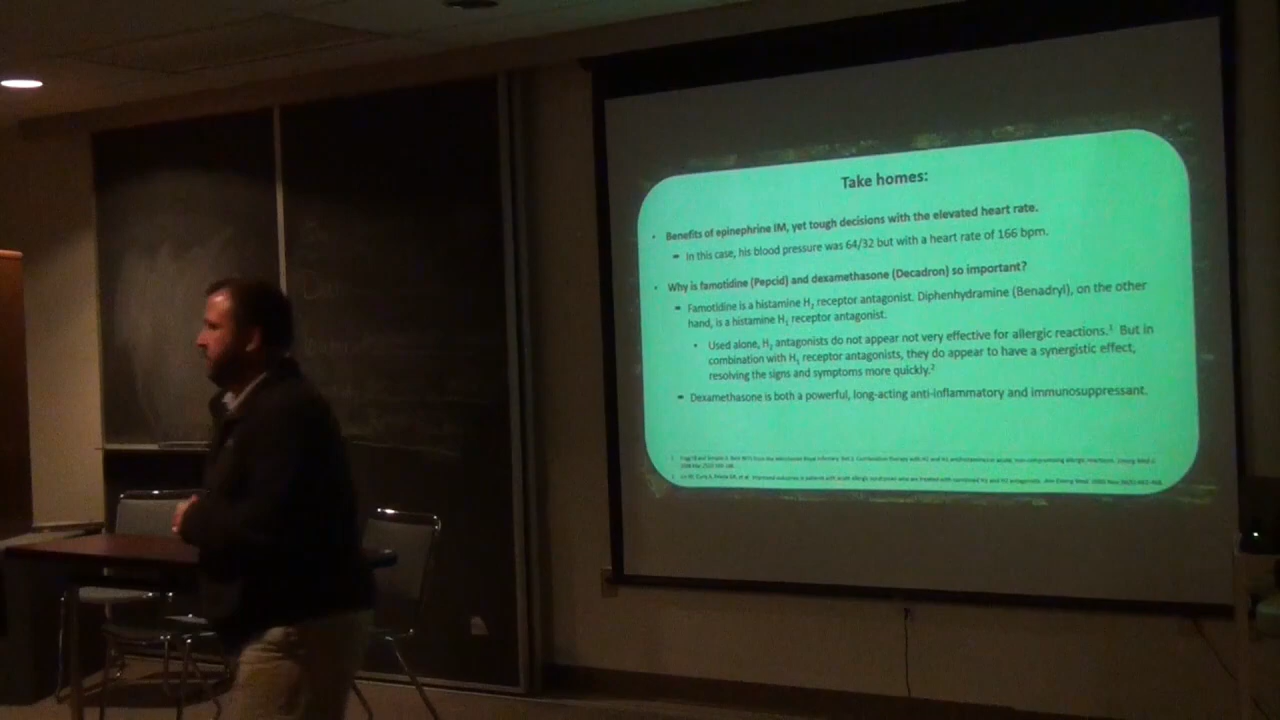 Take homes:
• Benefits of epinephrine IM, yet tough decisions with the elevated heart rate.
– In this case, his blood pressure was 64/32 but with a heart rate of 166 bpm.
• Why is famotidine (Pepcid) and dexamethasone (Decadron) so important?
– Famotidine is a histamine H₂ receptor antagonist. Diphenhydramine (Benadryl), on the other
hand, is a histamine H₁ receptor antagonist.
• Used alone, H₂ antagonists do not appear not very effective for allergic reactions.¹ But in
combination with H₁ receptor antagonists, they do appear to have a synergistic effect,
resolving the signs and symptoms more quickly.²
– Dexamethasone is both a powerful, long-acting anti-inflammatory and immunosuppressant.